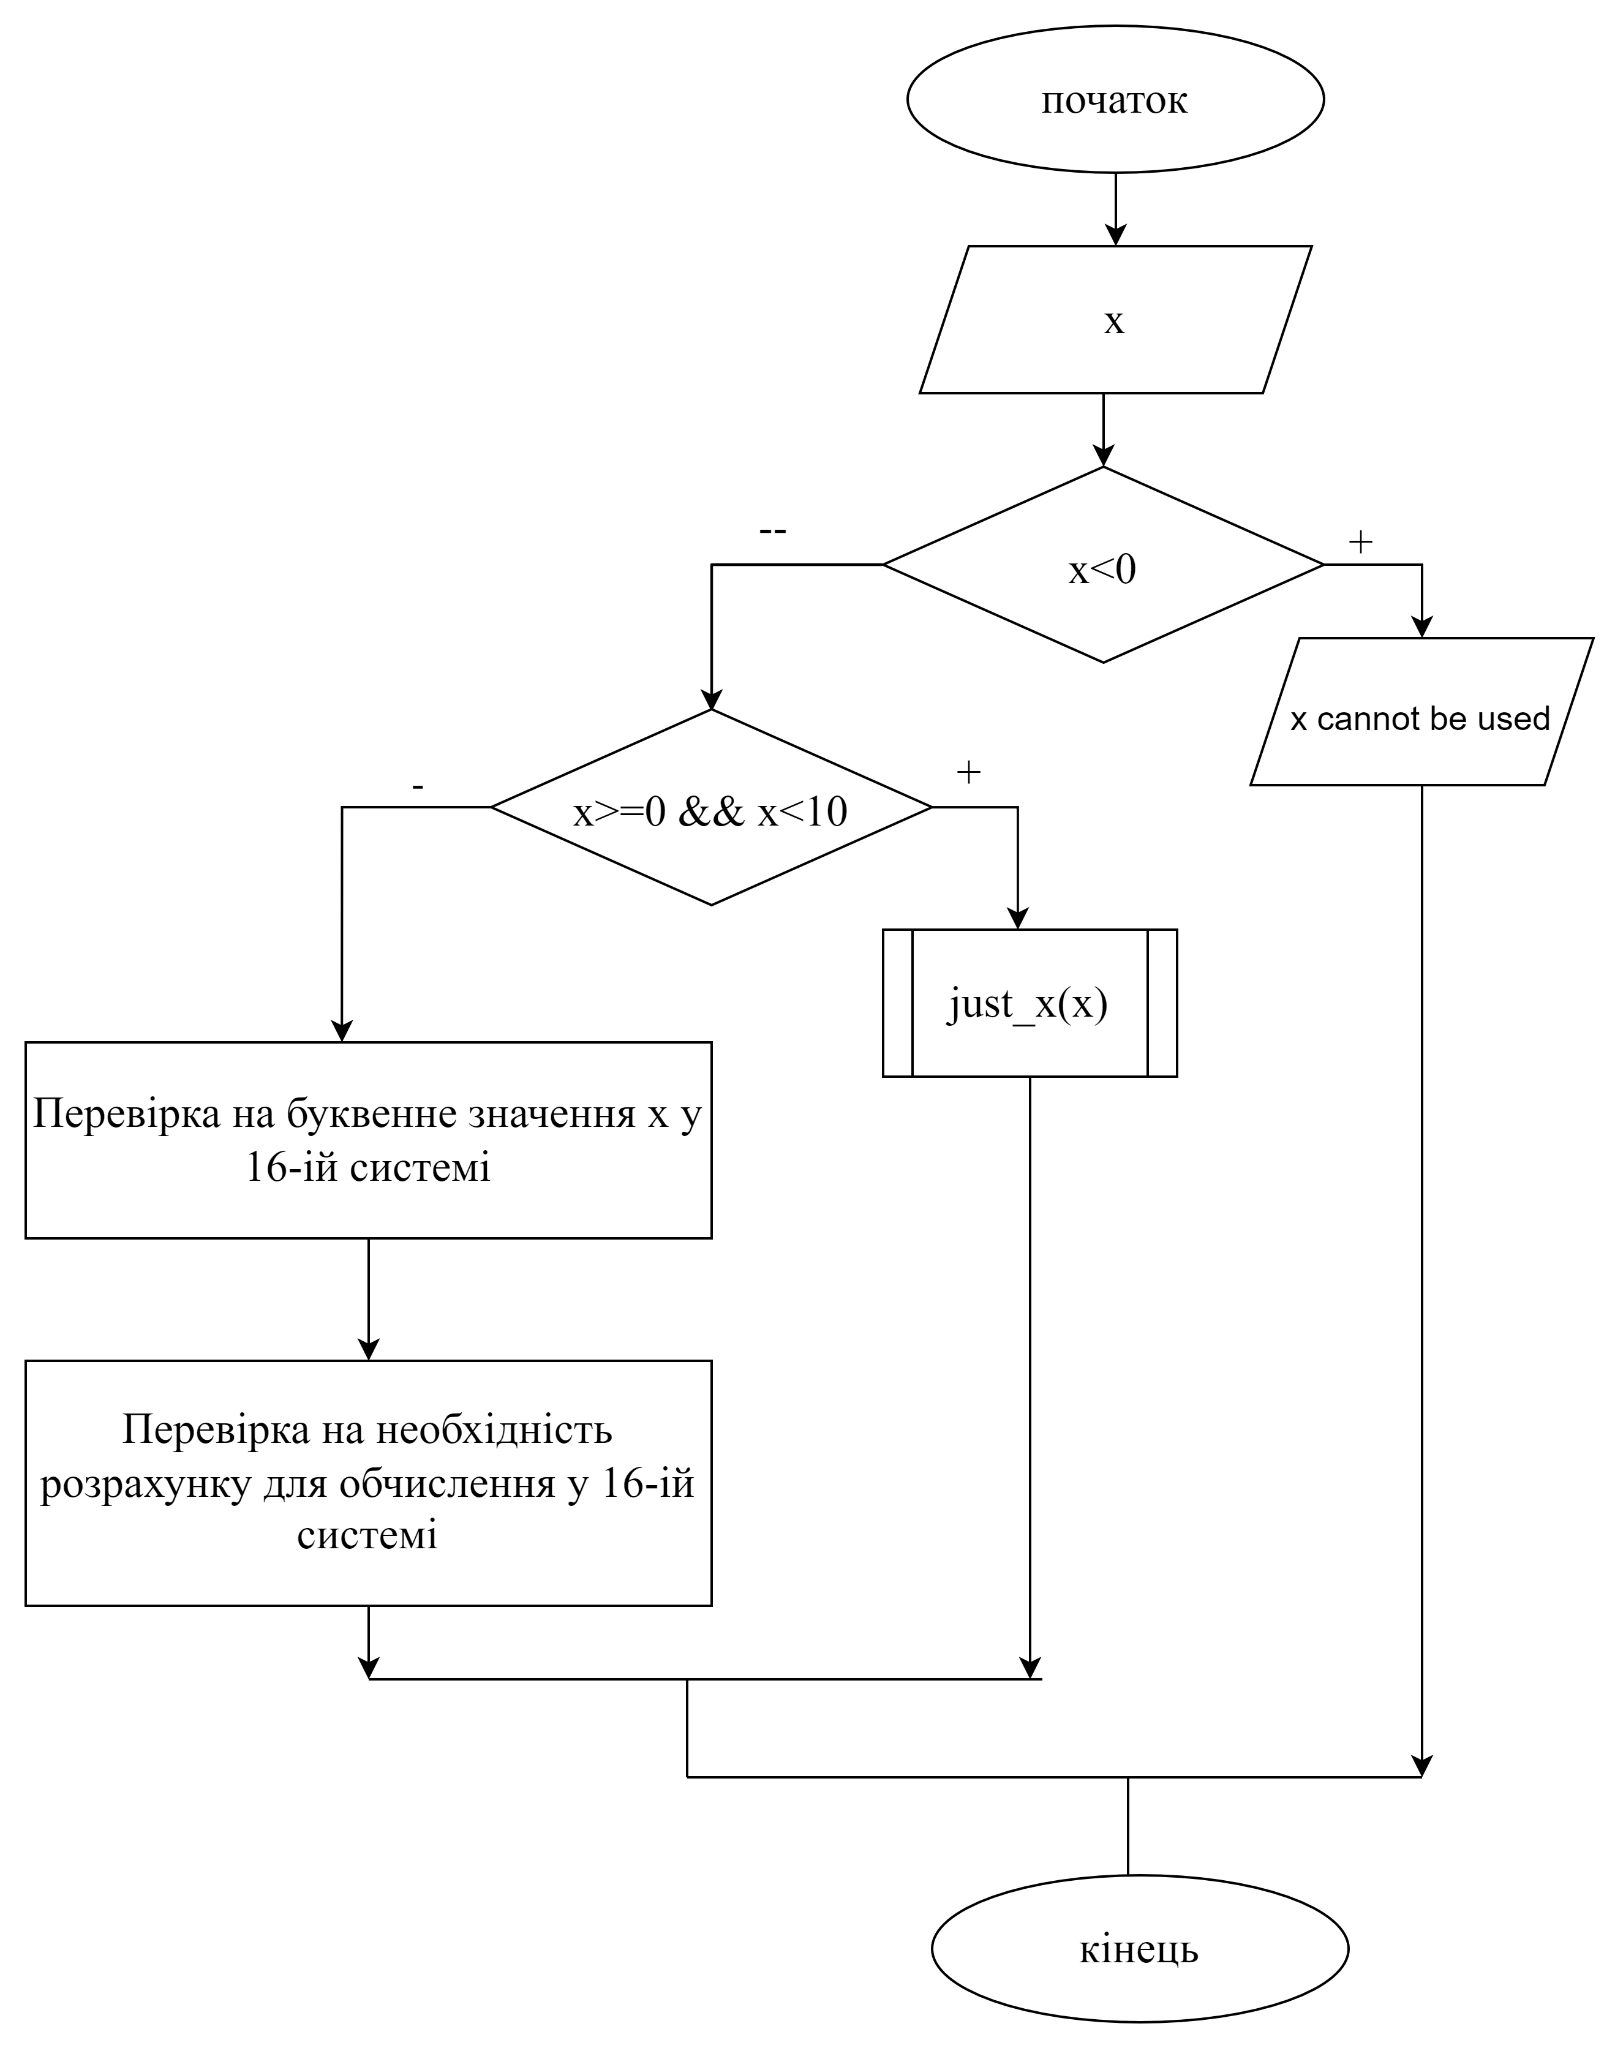 початок
x
x<0
--
+
x cannot be used
x>=0 && x<10
-
+
just_x(x)
Перевірка на буквенне значення x у
16-ій системі
Перевірка на необхідність
розрахунку для обчислення у 16-ій
системі
кінець